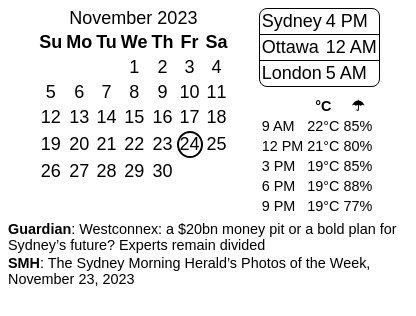 November 2023
Su Mo Tu We Th Fr Sa
1 2 3 4
5 6 7 8 9 10 11
12 13 14 15 16 17 18
19 20 21 22 23 24 25
26 27 28 29 30
Sydney 4 PM
Ottawa 12 AM
London 5 AM
°C ☂
9 AM 22°C 85%
12 PM 21°C 80%
3 PM 19°C 85%
6 PM 19°C 88%
9 PM 19°C 77%
Guardian: Westconnex: a $20bn money pit or a bold plan for
Sydney’s future? Experts remain divided
SMH: The Sydney Morning Herald’s Photos of the Week,
November 23, 2023